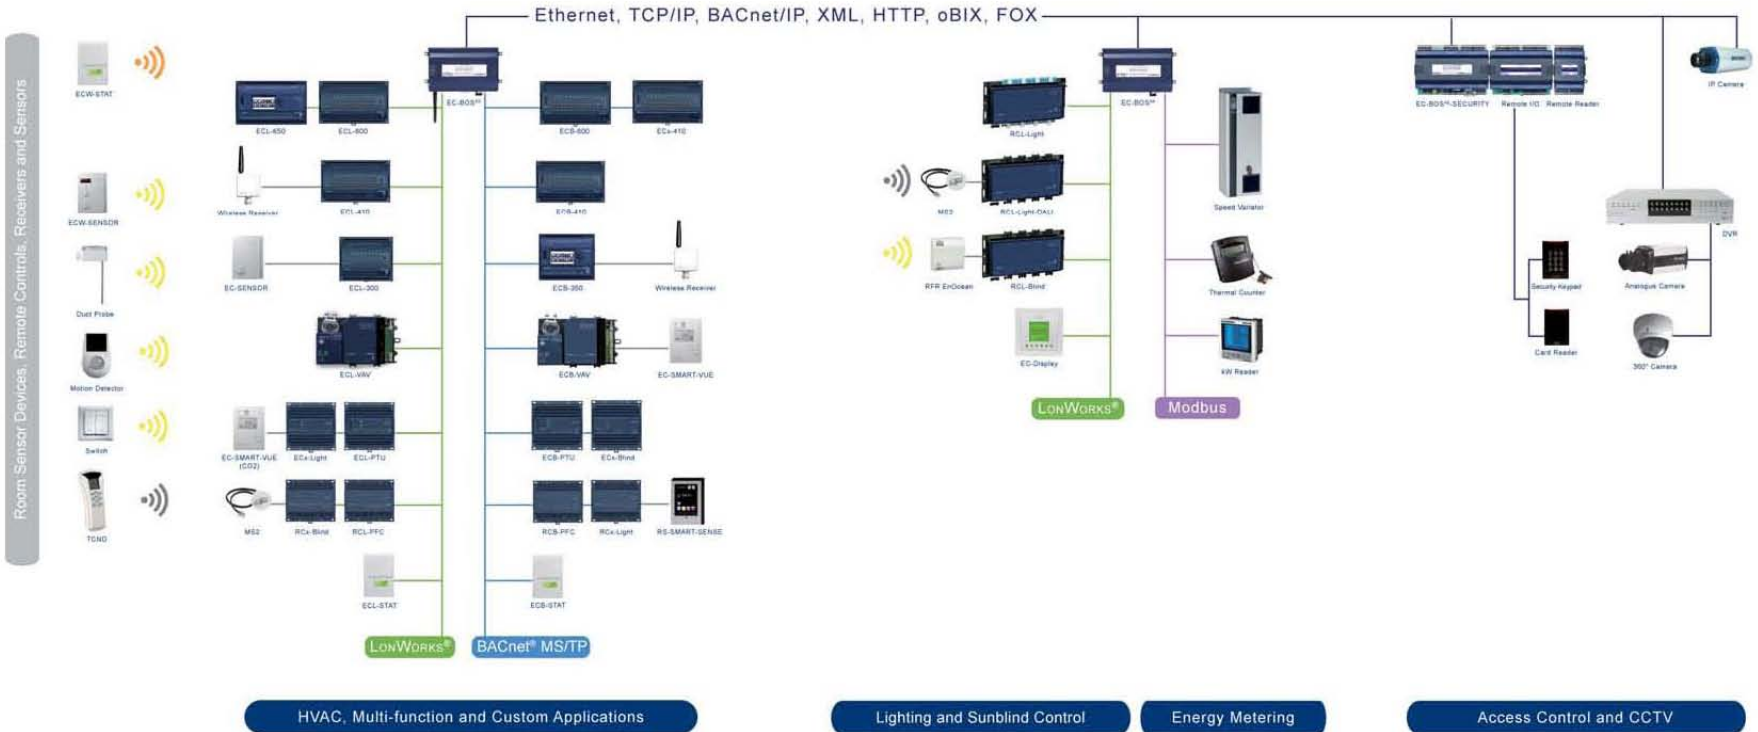 Ethernet, TCP/IP, BACnet/IP, XML, HTTP, oBIX, FOX
Room Sensor Devices, Remote Controls, Receivers and Sensors
ECW-STAT
ECW-SENSOR
Duct Probe
Motion Detector
Switch
EC-BOS
ECL-650
ECL-600
ECB-600
ECx-410
Wireless Receiver
ECL-410
ECB-410
EC-SENSOR
ECL-300
ECB-350
Wireless Receiver
ECL-VAV
ECB-VAV
EC-SMART-VUE
EC-SMART-VUE
(CO2)
ECx-Light
ECL-PTU
ECB-PTU
ECx-Blind
MS2
RCx-Blind
RCL-PFC
RCB-PFC
RCx-Light
RS-SMART-SENSE
ECL-STAT
ECB-STAT
LONWORKS®
BACnet® MS/TP
HVAC, Multi-function and Custom Applications
EC-BOS
RCL-Light
MS2
RCL-Light-DALI
RFR EnOcean
RCL-Blind
EC-Display
LONWORKS®
Speed Variator
Thermal Counter
kW Reader
Modbus
Lighting and Sunblind Control
Energy Metering
Remote I/O
Remote Reader
IP Camera
DVR
Security Keypad
Analogue Camera
Card Reader
360° Camera
Access Control and CCTV